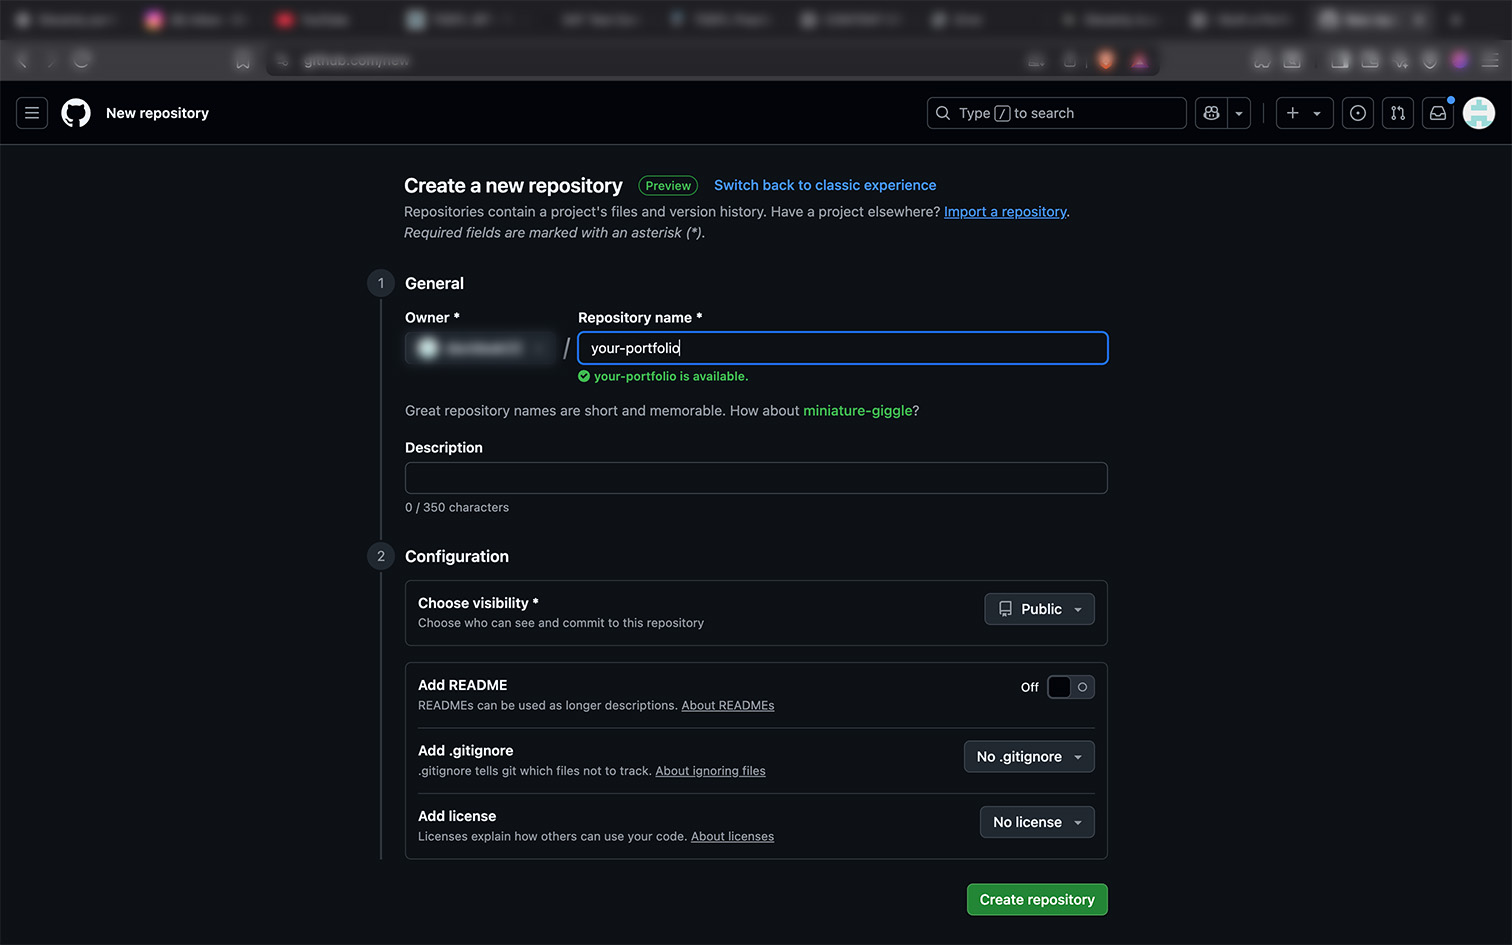 github.com/new
New repository
Type / to search
Create a new repository Preview Switch back to classic experience
Repositories contain a project's files and version history. Have a project elsewhere? Import a repository.
Required fields are marked with an asterisk (*).
1 General
Owner * Repository name *
/ your-portfolio
your-portfolio is available.
Great repository names are short and memorable. How about miniature-giggle?
Description
0 / 350 characters
2 Configuration
Choose visibility *
Choose who can see and commit to this repository
Public
Add README
READMEs can be used as longer descriptions. About READMEs
Off
Add .gitignore
.gitignore tells git which files not to track. About ignoring files
No .gitignore
Add license
Licenses explain how others can use your code. About licenses
No license
Create repository